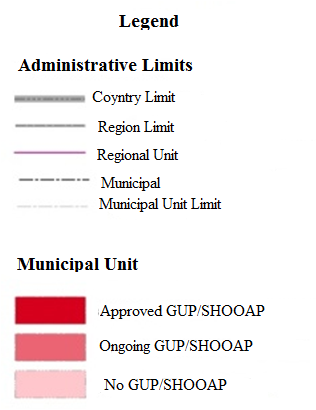 Legend
Administrative Limits
Coyntry Limit
Region Limit
Regional Unit
Municipal
Municipal Unit Limit
Municipal Unit
Approved GUP/SHOOAP
Ongoing GUP/SHOOAP
No GUP/SHOOAP